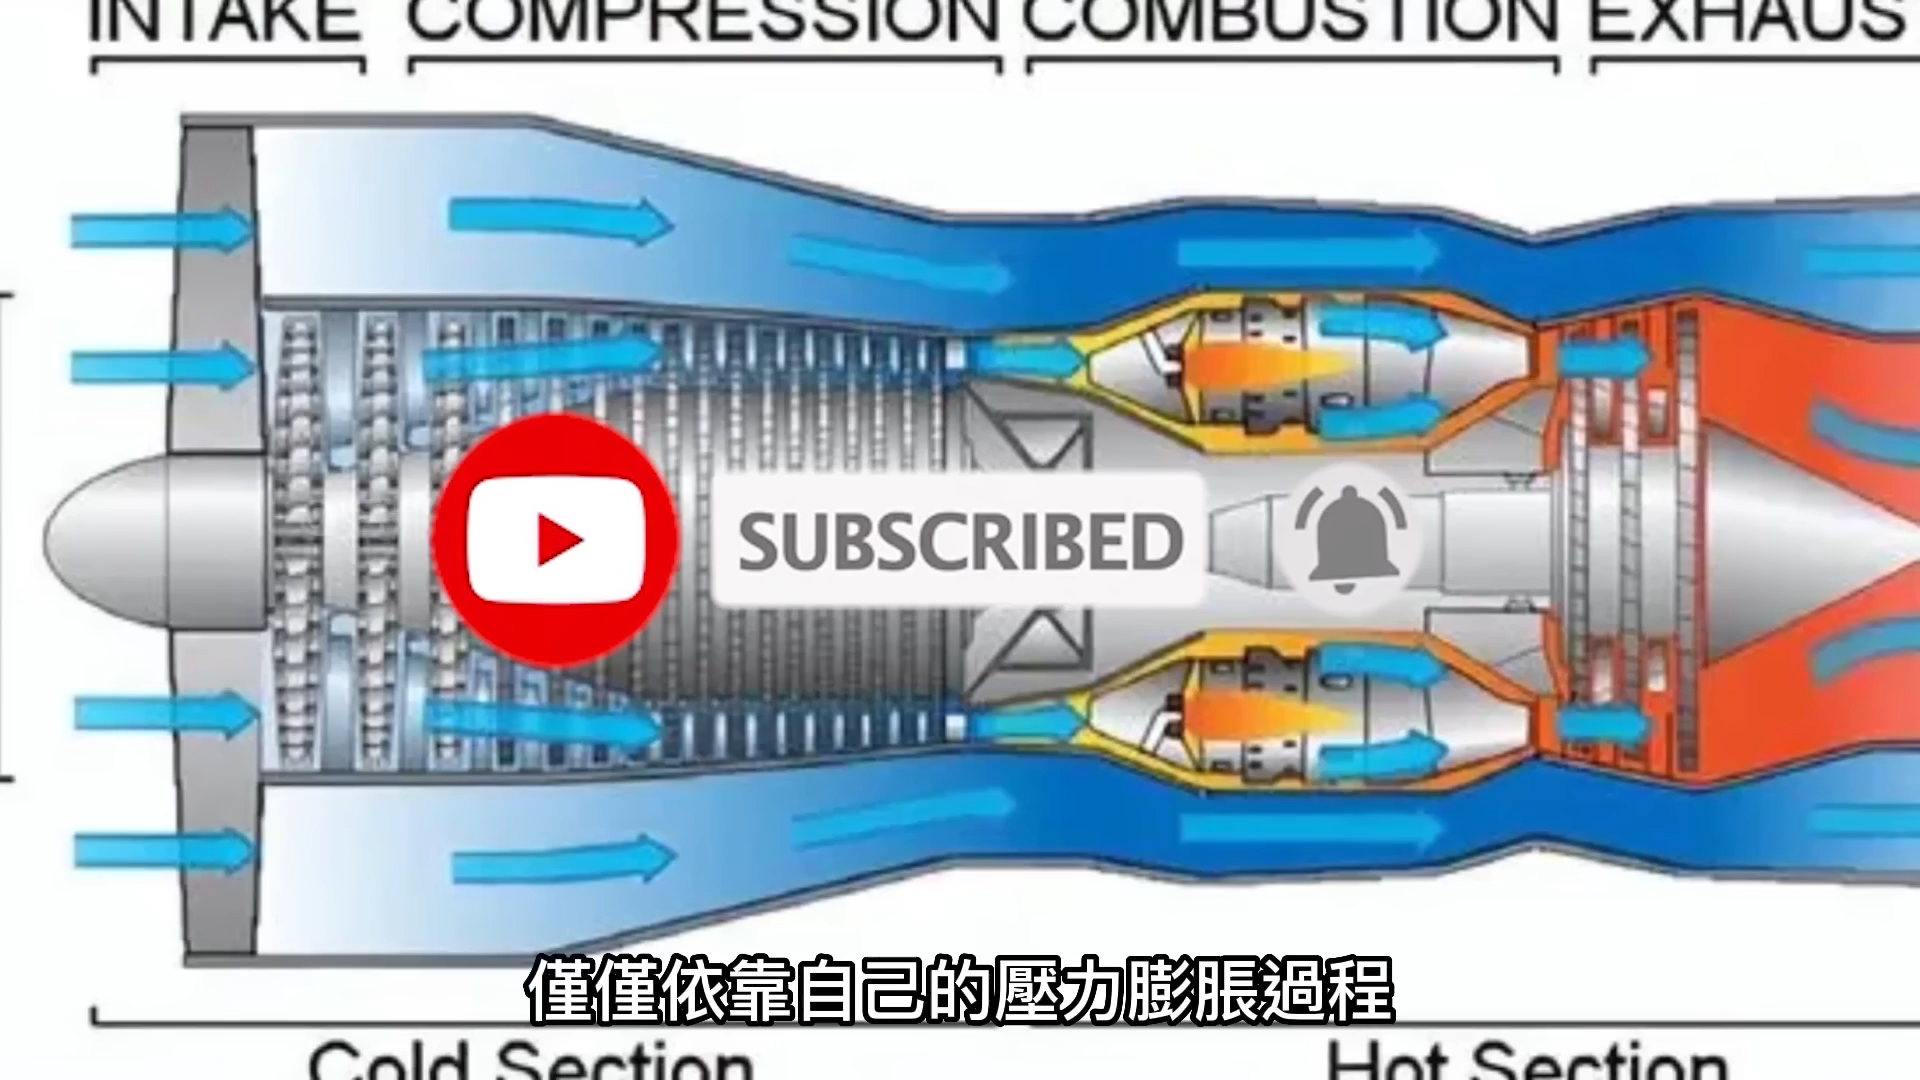 INTAKE COMPRESSION COMBUSTION EXHAUS
SUBSCRIBED
僅僅依靠自己的壓力膨脹過程
Cold Section Hot Section